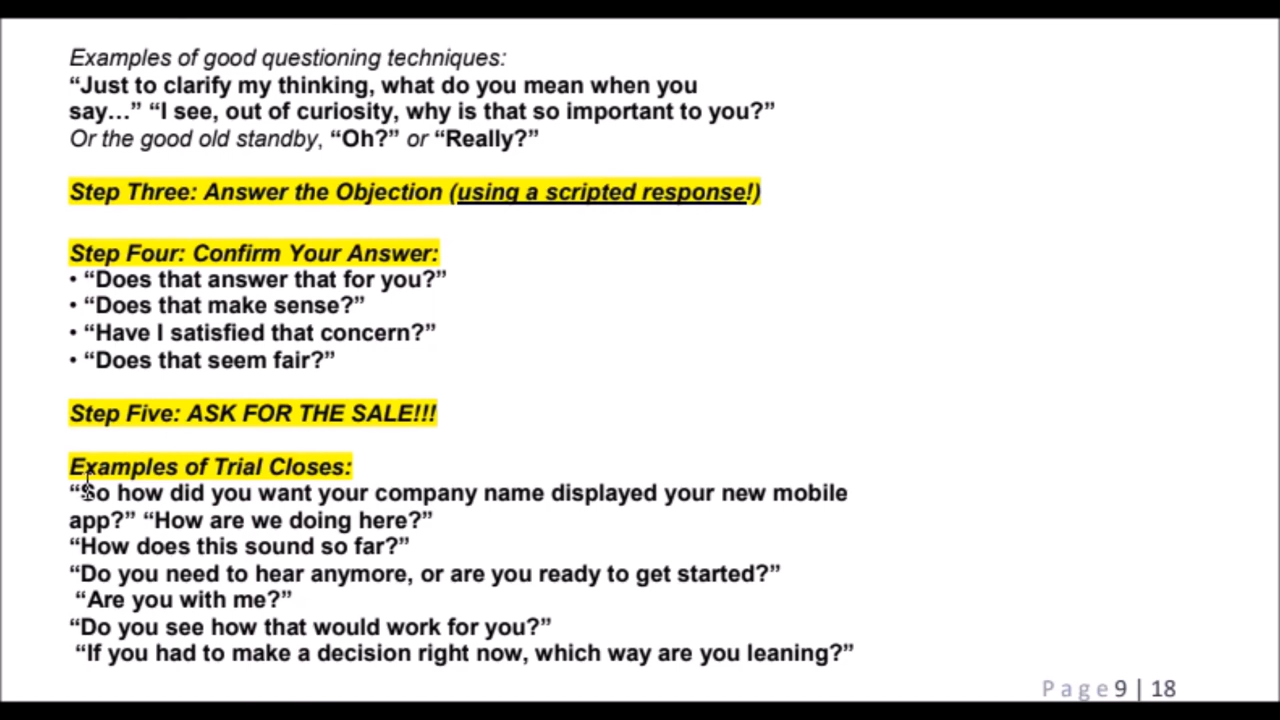 Examples of good questioning techniques:
“Just to clarify my thinking, what do you mean when you
say…” “I see, out of curiosity, why is that so important to you?”
Or the good old standby, “Oh?” or “Really?”
Step Three: Answer the Objection (using a scripted response!)
Step Four: Confirm Your Answer:
• “Does that answer that for you?”
• “Does that make sense?”
• “Have I satisfied that concern?”
• “Does that seem fair?”
Step Five: ASK FOR THE SALE!!!
Examples of Trial Closes:
“So how did you want your company name displayed your new mobile
app?” “How are we doing here?”
“How does this sound so far?”
“Do you need to hear anymore, or are you ready to get started?”
“Are you with me?”
“Do you see how that would work for you?”
“If you had to make a decision right now, which way are you leaning?”
Page 9 | 18